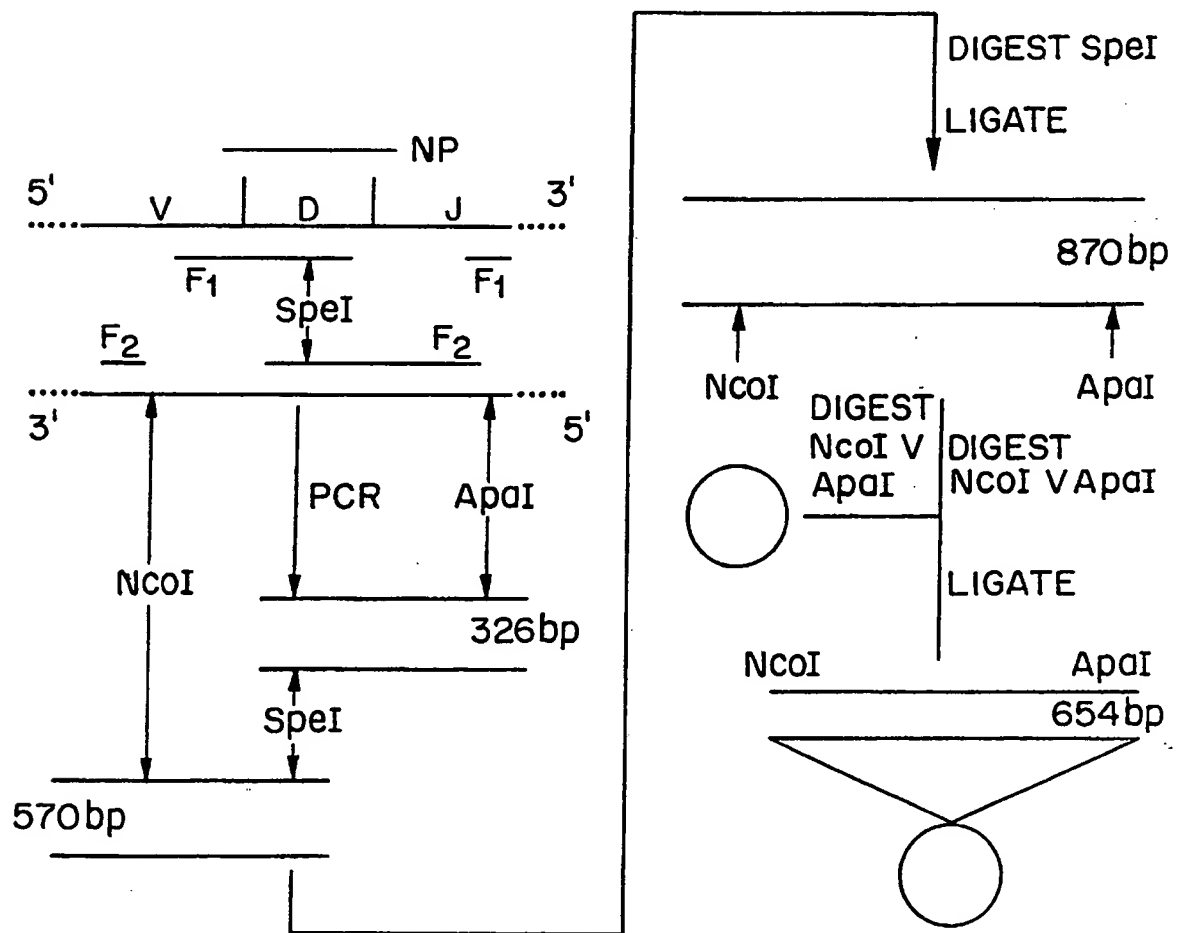 NP
5' 3'
V D J
F1 F1
SpeI
F2 F2
3' 5'
PCR ApaI
NcoI
326bp
SpeI
570bp
DIGEST SpeI
LIGATE
870bp
NcoI ApaI
DIGEST
NcoI V
ApaI
DIGEST
NcoI V ApaI
LIGATE
NcoI ApaI
654bp